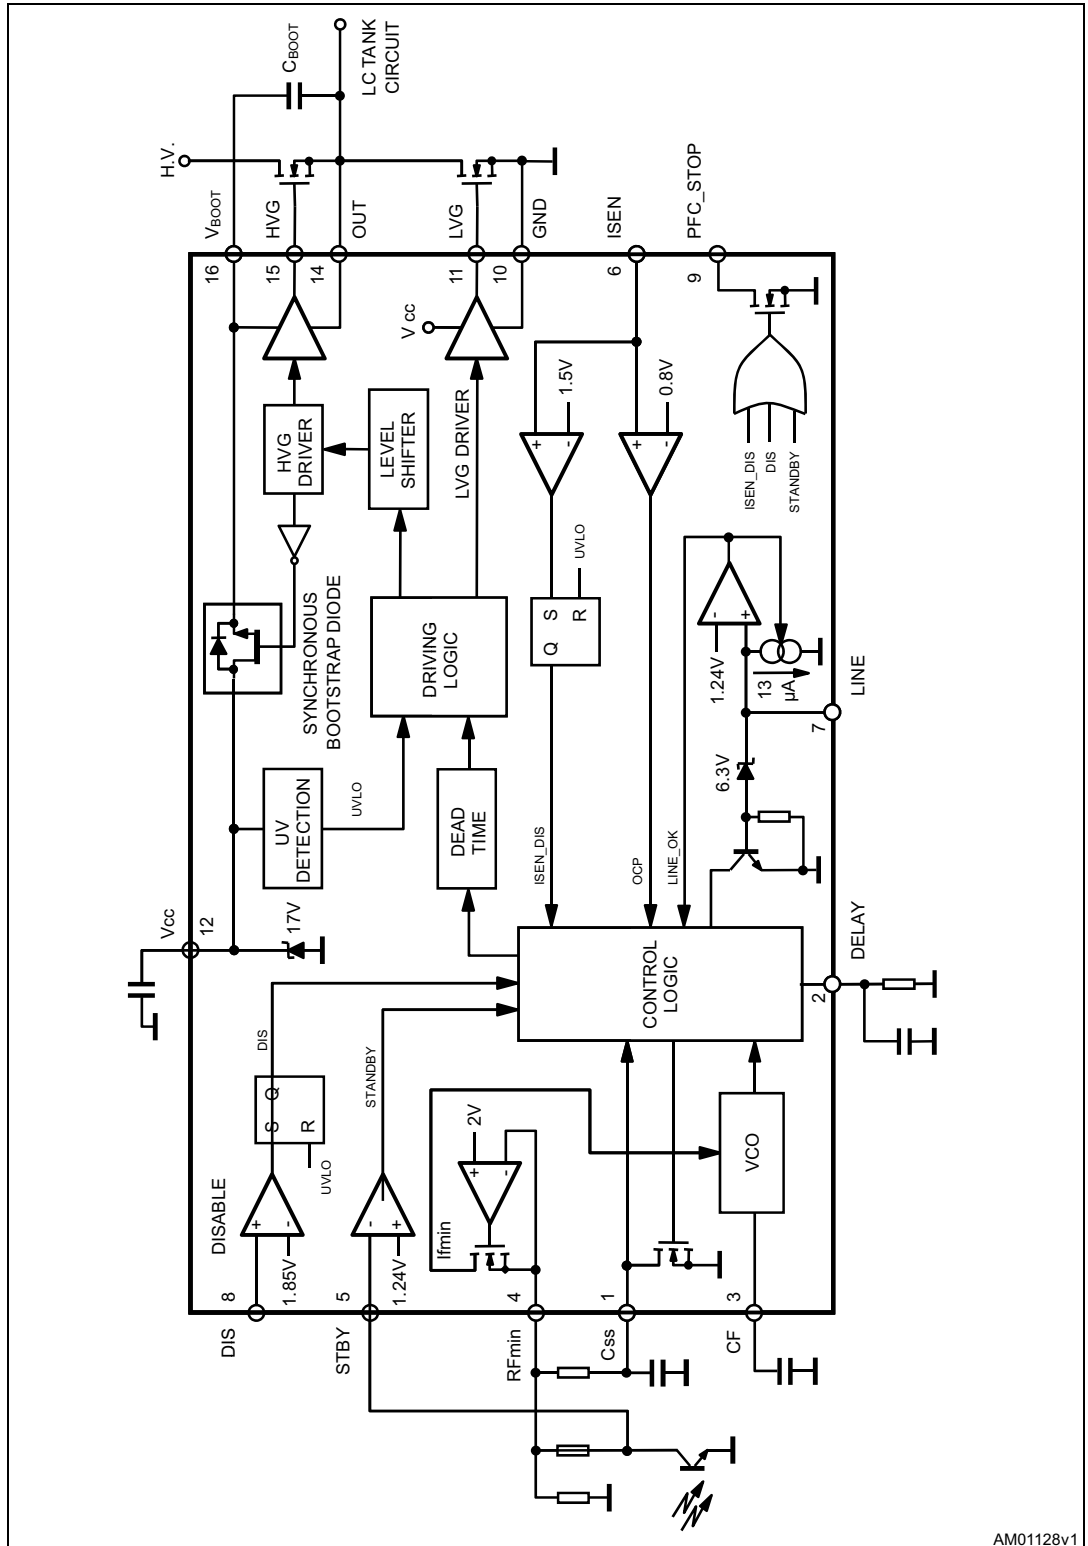 H.V.
CBOOT
LC TANK
CIRCUIT
VBOOT
HVG
OUT
LVG
GND
ISEN
PFC_STOP
16
15
14
11
10
6
9
V cc
HVG
DRIVER
LEVEL
SHIFTER
LVG DRIVER
SYNCHRONOUS
BOOTSTRAP DIODE
DRIVING
LOGIC
+
-
1.5V
+
-
0.8V
S
Q
R
UVLO
ISEN_DIS
DIS
STANDBY
UV
DETECTION
UVLO
DEAD
TIME
ISEN_DIS
OCP
LINE_OK
-
+
1.24V
13
µA
6.3V
7
LINE
Vcc
12
17V
CONTROL
LOGIC
2
DELAY
DIS
STANDBY
S
Q
R
UVLO
DISABLE
+
-
1.85V
-
+
1.24V
2V
+
-
Ifmin
VCO
8
5
4
1
3
DIS
STBY
RFmin
Css
CF
AM01128v1